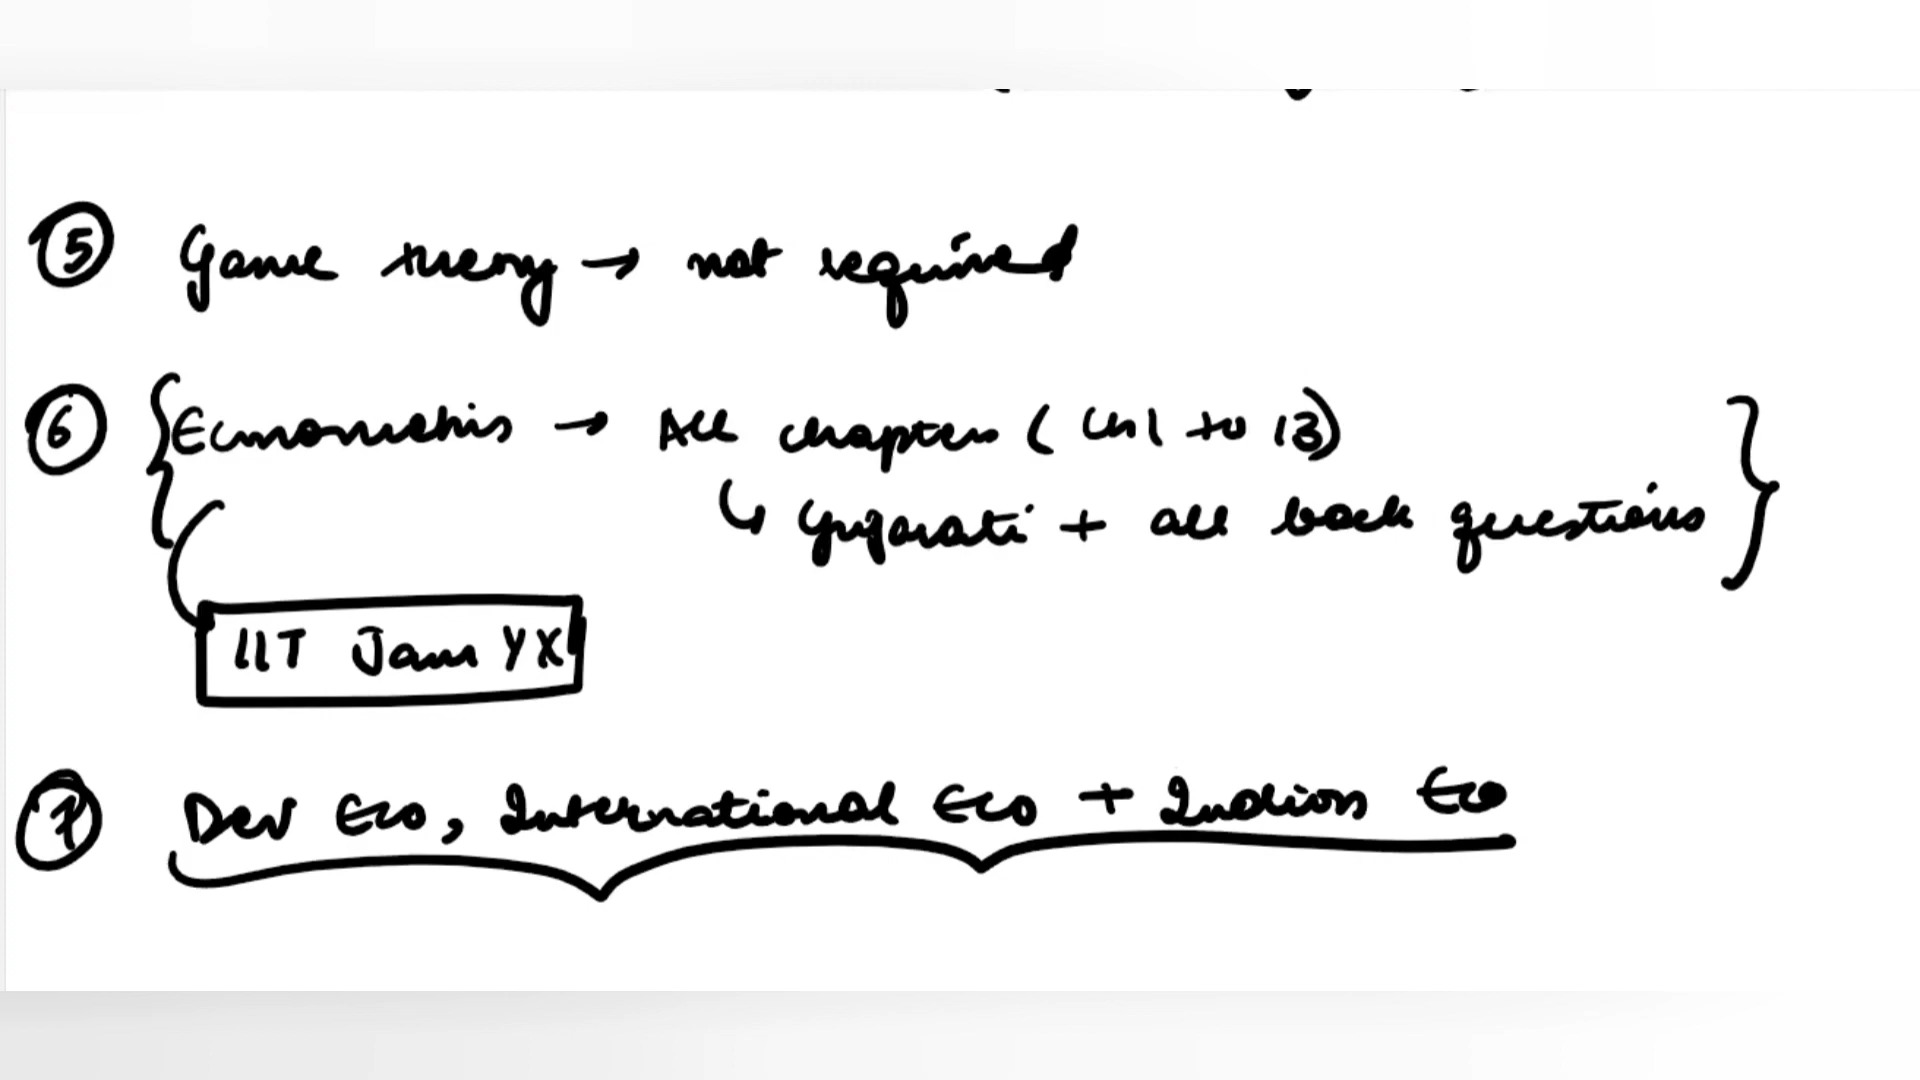 5 Game theory → not required
6 { Econometrics → All chapters ( Ch1 to 13) }
↳ Gujarati + all back questions
IIT Jam YX
7 Dev Eco, International Eco + Indian Eco